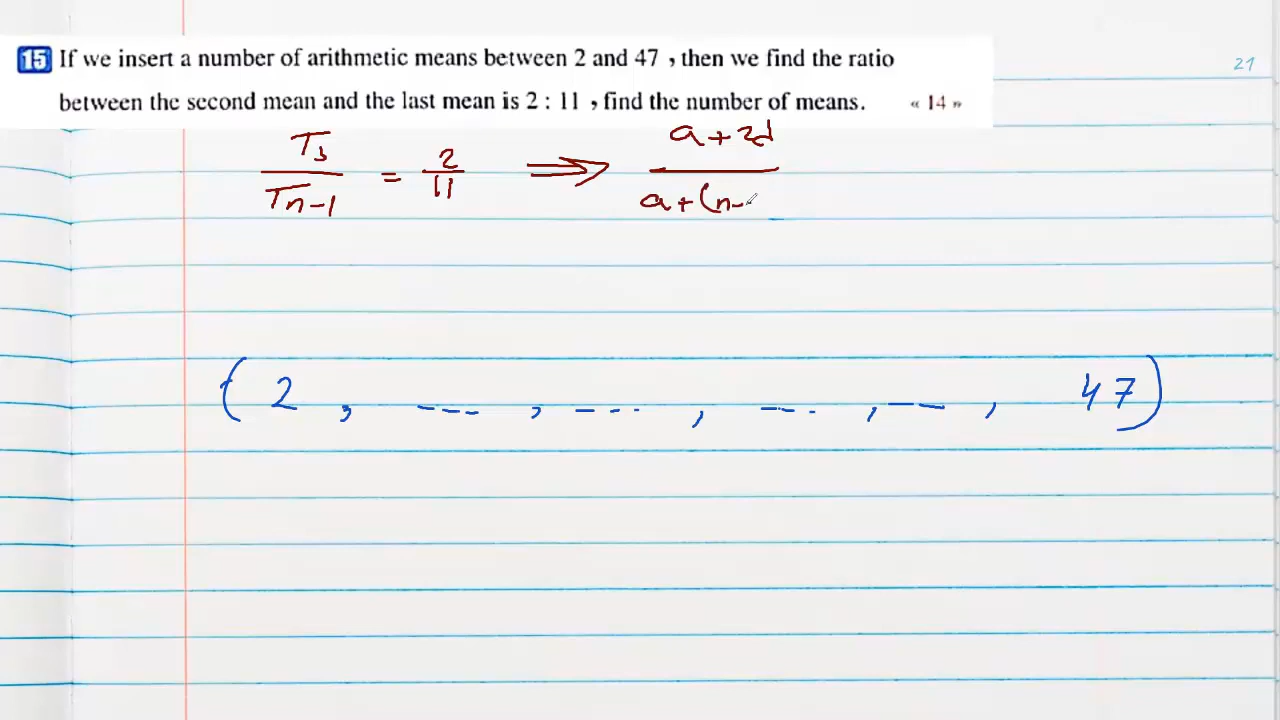 15 If we insert a number of arithmetic means between 2 and 47 , then we find the ratio
between the second mean and the last mean is 2 : 11 , find the number of means. « 14 »
21
T3 / Tn-1 = 2 / 11 ⟹ a + 2d / a + (n-
( 2 , --- , --- , --- , -- , 47 )